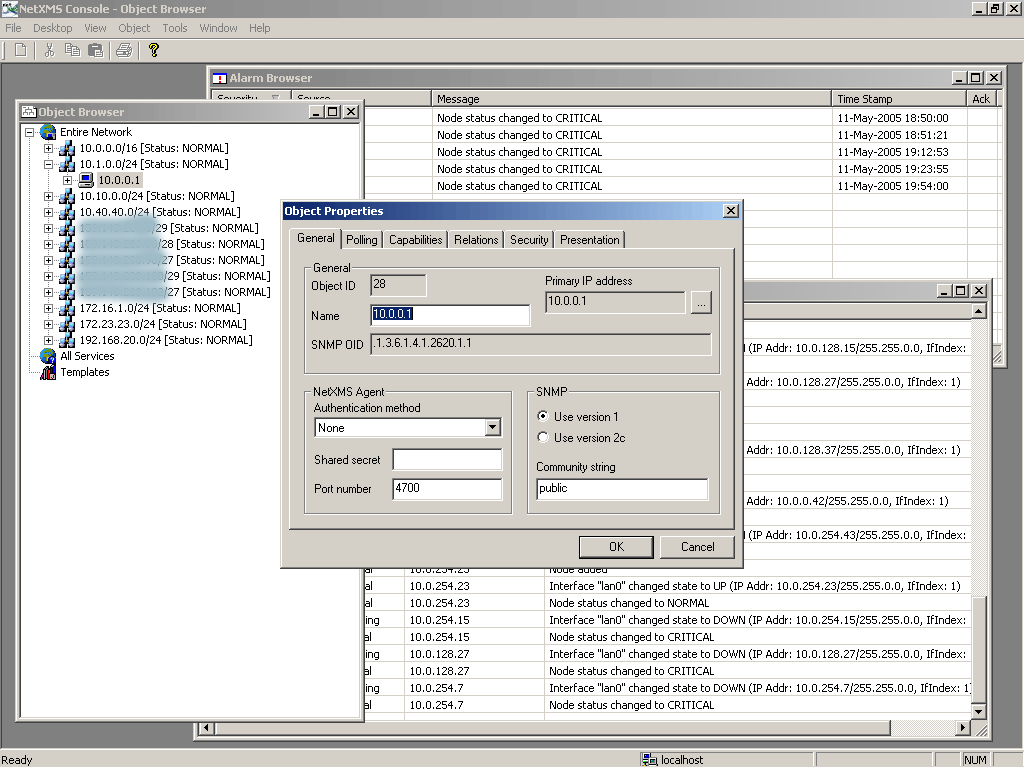 NetXMS Console - Object Browser
File Desktop View Object Tools Window Help
Alarm Browser
Severity Source Message Time Stamp Ack
Node status changed to CRITICAL 11-May-2005 18:50:00
Node status changed to CRITICAL 11-May-2005 18:51:21
Node status changed to CRITICAL 11-May-2005 19:12:53
Node status changed to CRITICAL 11-May-2005 19:23:55
Node status changed to CRITICAL 11-May-2005 19:54:00
Object Browser
Entire Network
10.0.0.0/16 [Status: NORMAL]
10.1.0.0/24 [Status: NORMAL]
10.0.0.1
10.10.0.0/24 [Status: NORMAL]
10.40.40.0/24 [Status: NORMAL]
/29 [Status: NORMAL]
/28 [Status: NORMAL]
/27 [Status: NORMAL]
/29 [Status: NORMAL]
/27 [Status: NORMAL]
172.16.1.0/24 [Status: NORMAL]
172.23.23.0/24 [Status: NORMAL]
192.168.20.0/24 [Status: NORMAL]
All Services
Templates
Object Properties
General Polling Capabilities Relations Security Presentation
General
Object ID 28
Primary IP address
10.0.0.1 ...
Name 10.0.0.1
SNMP OID .1.3.6.1.4.1.2620.1.1
NetXMS Agent
Authentication method
None
Shared secret
Port number 4700
SNMP
Use version 1
Use version 2c
Community string
public
OK Cancel
(IP Addr: 10.0.128.15/255.255.0.0, IfIndex:
Addr: 10.0.128.27/255.255.0.0, IfIndex: 1)
Addr: 10.0.128.37/255.255.0.0, IfIndex: 1)
Addr: 10.0.0.42/255.255.0.0, IfIndex: 1)
(IP Addr: 10.0.254.43/255.255.0.0, IfIndex:
al 10.0.254.23 Node added
al 10.0.254.23 Interface "lan0" changed state to UP (IP Addr: 10.0.254.23/255.255.0.0, IfIndex: 1)
al 10.0.254.23 Node status changed to NORMAL
ing 10.0.254.15 Interface "lan0" changed state to DOWN (IP Addr: 10.0.254.15/255.255.0.0, IfIndex:
al 10.0.254.15 Node status changed to CRITICAL
ing 10.0.128.27 Interface "lan0" changed state to DOWN (IP Addr: 10.0.128.27/255.255.0.0, IfIndex:
al 10.0.128.27 Node status changed to CRITICAL
ing 10.0.254.7 Interface "lan0" changed state to DOWN (IP Addr: 10.0.254.7/255.255.0.0, IfIndex: 1
al 10.0.254.7 Node status changed to CRITICAL
Ready localhost NUM